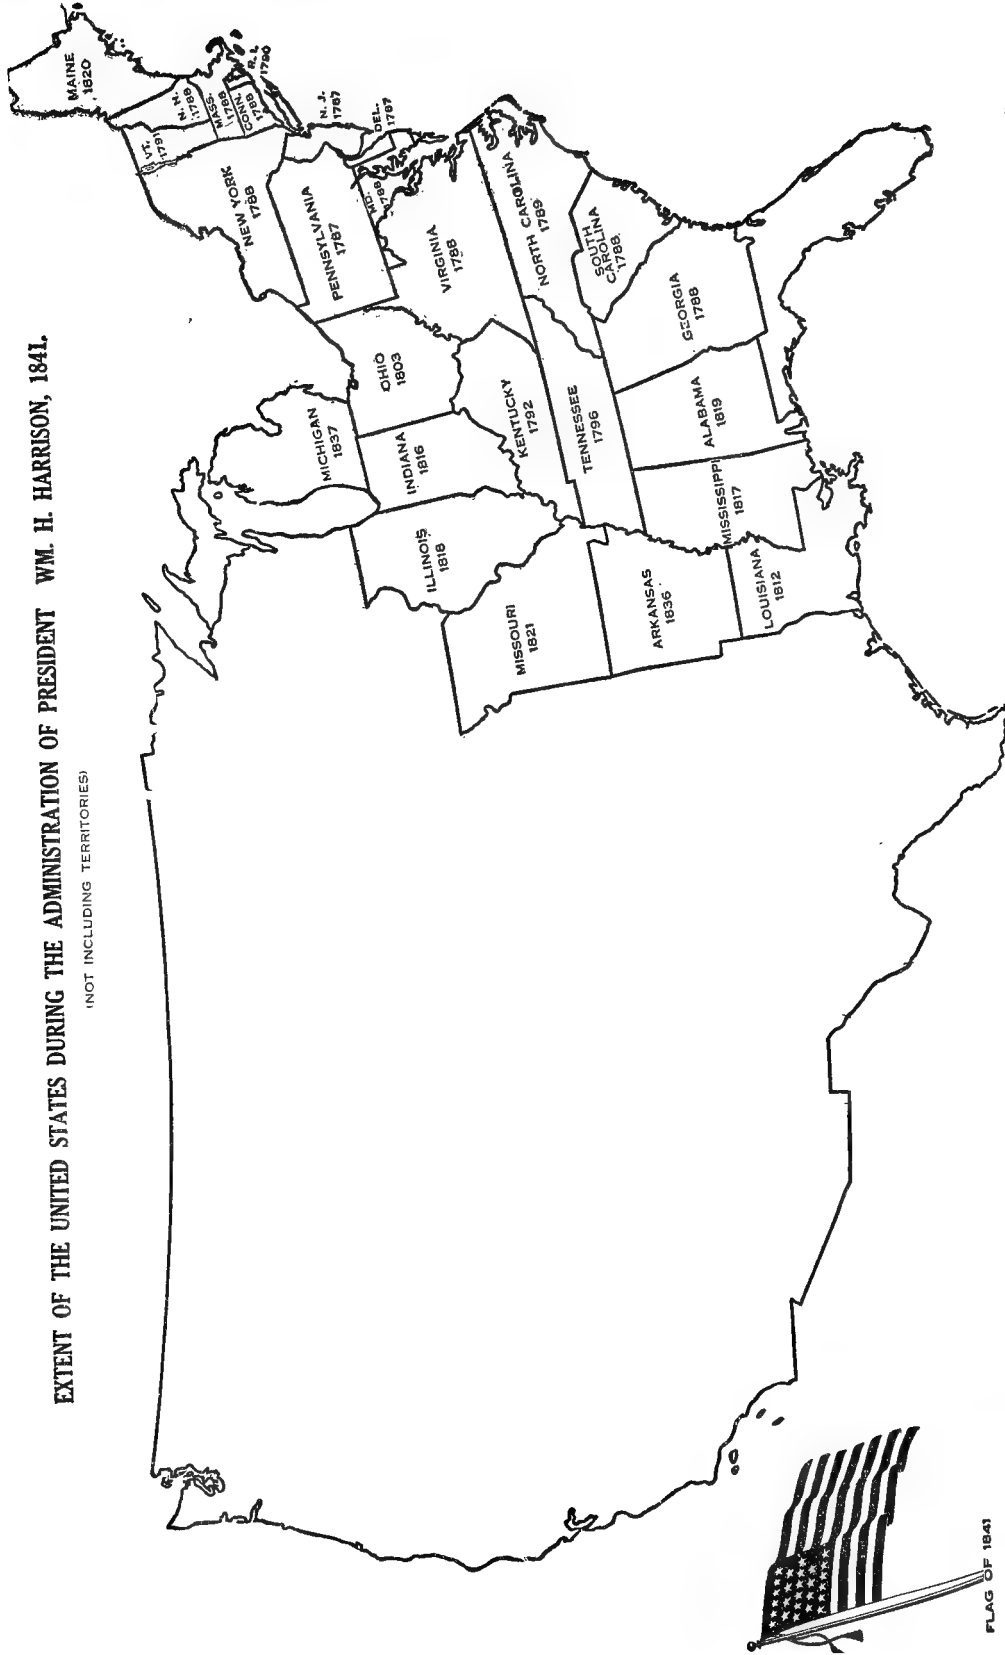 EXTENT OF THE UNITED STATES DURING THE ADMINISTRATION OF PRESIDENT WM. H. HARRISON, 1841.
(NOT INCLUDING TERRITORIES)
MAINE
1820
N. H.
1788
VT.
1791
MASS.
1788
CONN.
1788
R. I.
1790
NEW YORK
1788
N. J.
1787
PENNSYLVANIA
1787
DEL.
1787
MD.
1788
VIRGINIA
1788
OHIO
1803
MICHIGAN
1837
INDIANA
1816
ILLINOIS
1818
KENTUCKY
1792
NORTH CAROLINA
1789
TENNESSEE
1796
SOUTH
CAROLINA
1788
MISSOURI
1821
ARKANSAS
1836
GEORGIA
1788
ALABAMA
1819
MISSISSIPPI
1817
LOUISIANA
1812
FLAG OF 1841